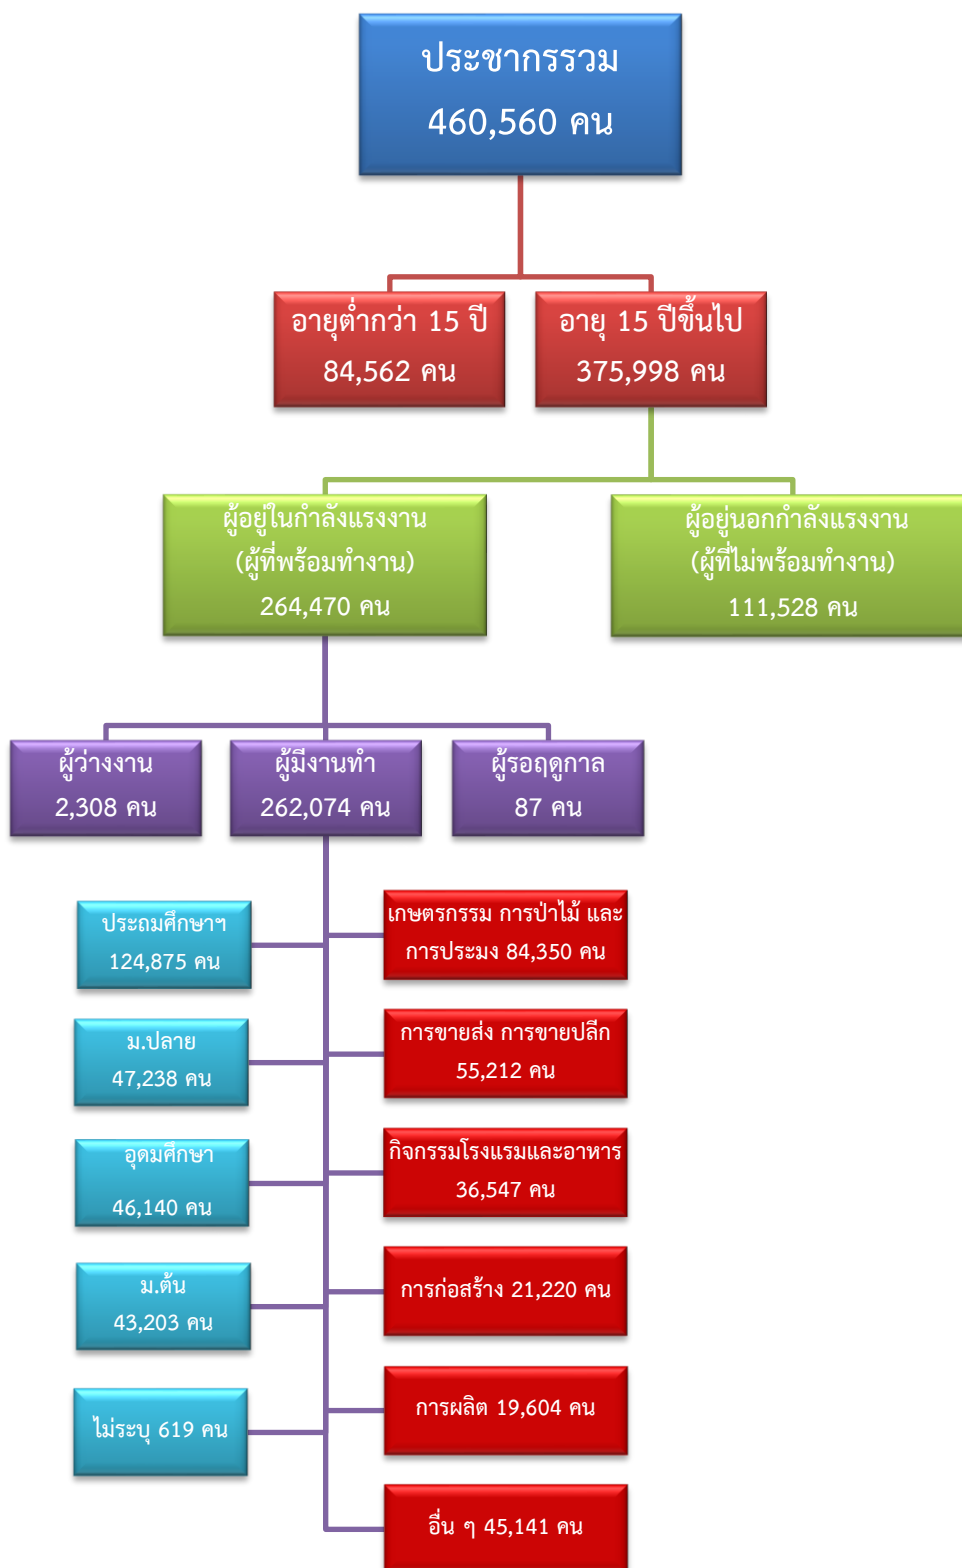 ประชากรรวม
460,560 คน
อายุต่ำกว่า 15 ปี
84,562 คน
อายุ 15 ปีขึ้นไป
375,998 คน
ผู้อยู่ในกำลังแรงงาน
(ผู้ที่พร้อมทำงาน)
264,470 คน
ผู้อยู่นอกกำลังแรงงาน
(ผู้ที่ไม่พร้อมทำงาน)
111,528 คน
ผู้ว่างงาน
2,308 คน
ผู้มีงานทำ
262,074 คน
ผู้รอฤดูกาล
87 คน
ประถมศึกษาฯ
124,875 คน
ม.ปลาย
47,238 คน
อุดมศึกษา
46,140 คน
ม.ต้น
43,203 คน
ไม่ระบุ 619 คน
เกษตรกรรม การป่าไม้ และ
การประมง 84,350 คน
การขายส่ง การขายปลีก
55,212 คน
กิจกรรมโรงแรมและอาหาร
36,547 คน
การก่อสร้าง 21,220 คน
การผลิต 19,604 คน
อื่น ๆ 45,141 คน